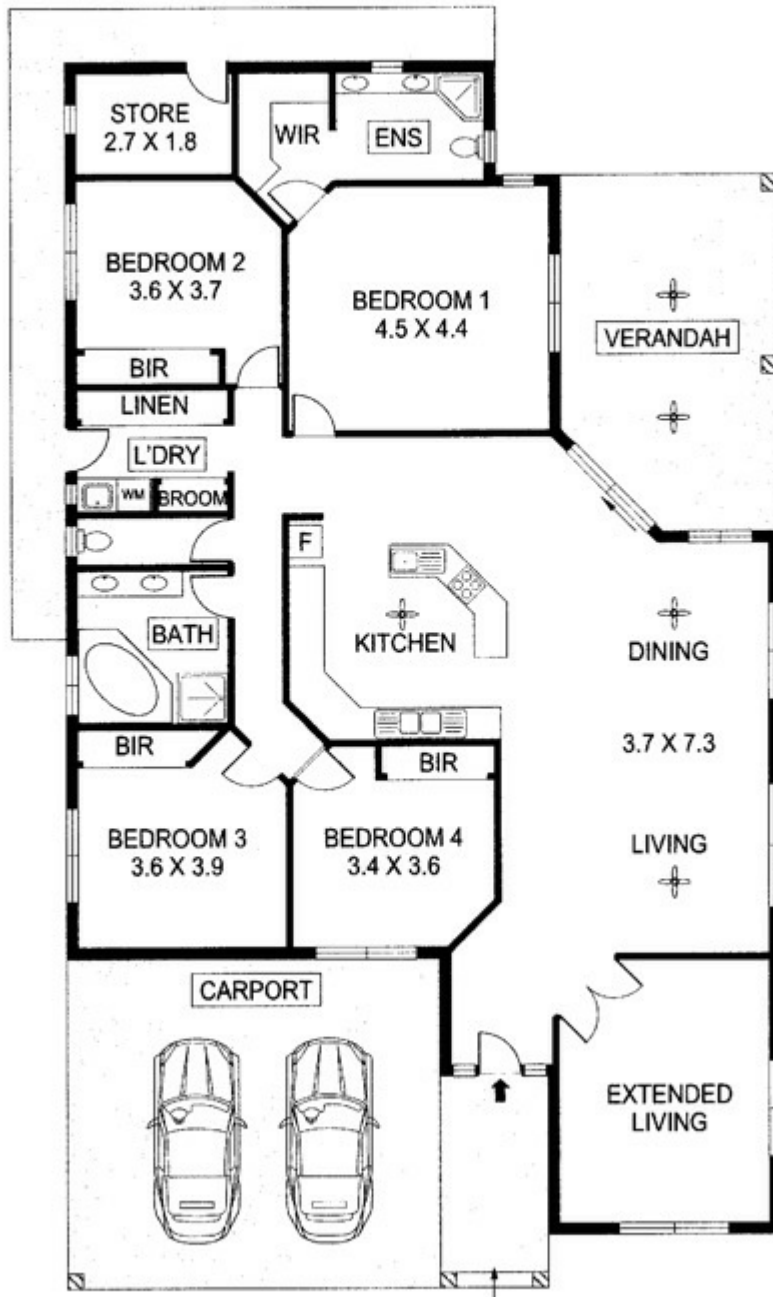 STORE
2.7 X 1.8
WIR
ENS
BEDROOM 2
3.6 X 3.7
BEDROOM 1
4.5 X 4.4
VERANDAH
BIR
LINEN
L'DRY
WM
BROOM
F
BATH
KITCHEN
DINING
3.7 X 7.3
LIVING
BIR
BIR
BEDROOM 3
3.6 X 3.9
BEDROOM 4
3.4 X 3.6
CARPORT
EXTENDED
LIVING